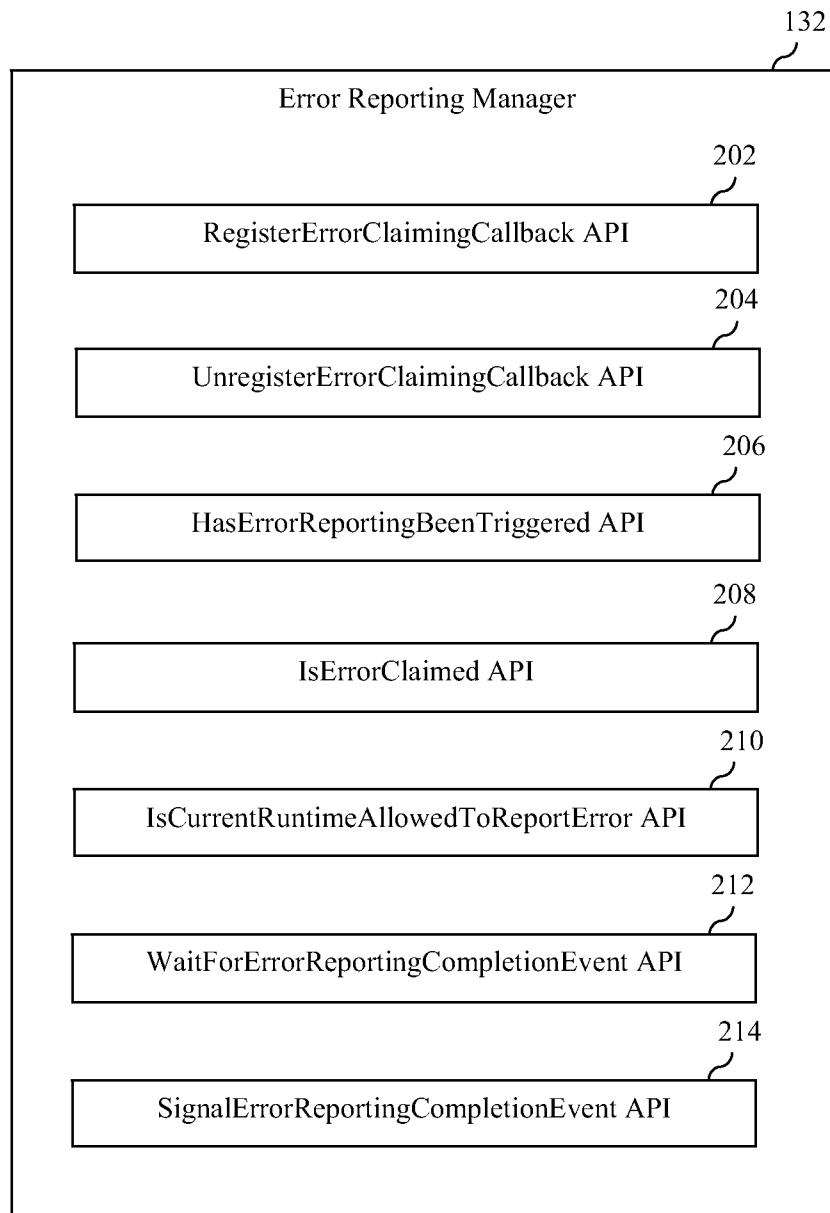 132
Error Reporting Manager
202
RegisterErrorClaimingCallback API
204
UnregisterErrorClaimingCallback API
206
HasErrorReportingBeenTriggered API
208
IsErrorClaimed API
210
IsCurrentRuntimeAllowedToReportError API
212
WaitForErrorReportingCompletionEvent API
214
SignalErrorReportingCompletionEvent API